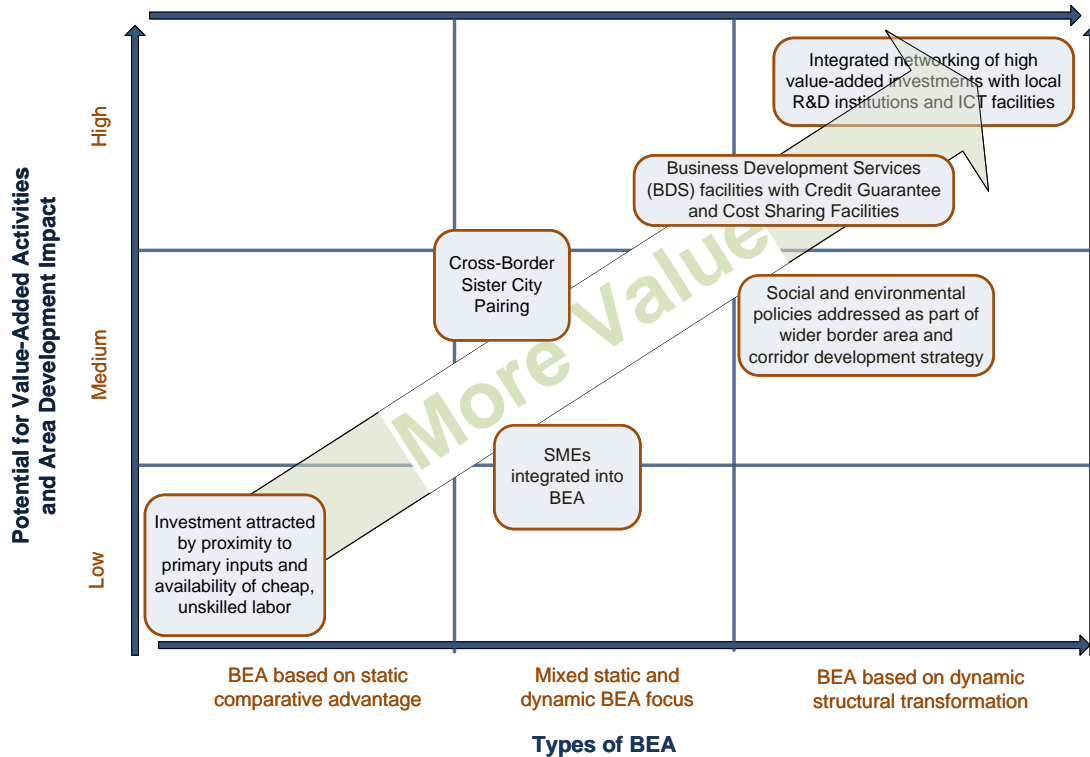 Potential for Value-Added Activities
and Area Development Impact
High
Medium
Low
Integrated networking of high
value-added investments with local
R&D institutions and ICT facilities
Business Development Services
(BDS) facilities with Credit Guarantee
and Cost Sharing Facilities
Cross-Border
Sister City
Pairing
Social and environmental
policies addressed as part of
wider border area and
corridor development strategy
More Value
SMEs
integrated into
BEA
Investment attracted
by proximity to
primary inputs and
availability of cheap,
unskilled labor
BEA based on static
comparative advantage
Mixed static and
dynamic BEA focus
BEA based on dynamic
structural transformation
Types of BEA